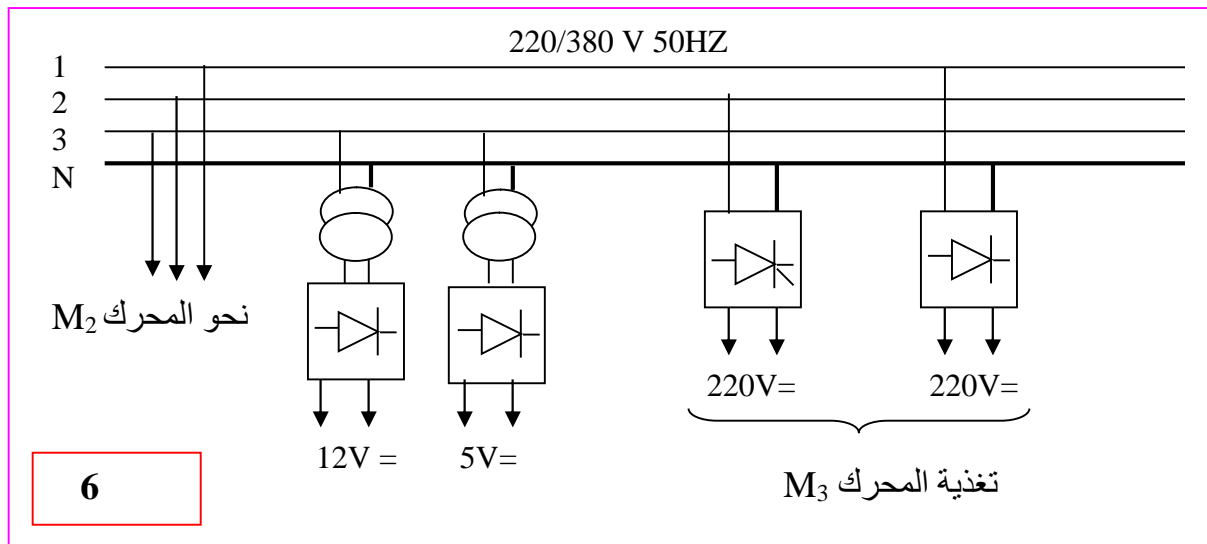 220/380 V 50HZ
1
2
3
N
نحو المحرك M₂
220V=
220V=
12V =
5V=
تغذية المحرك M₃
6